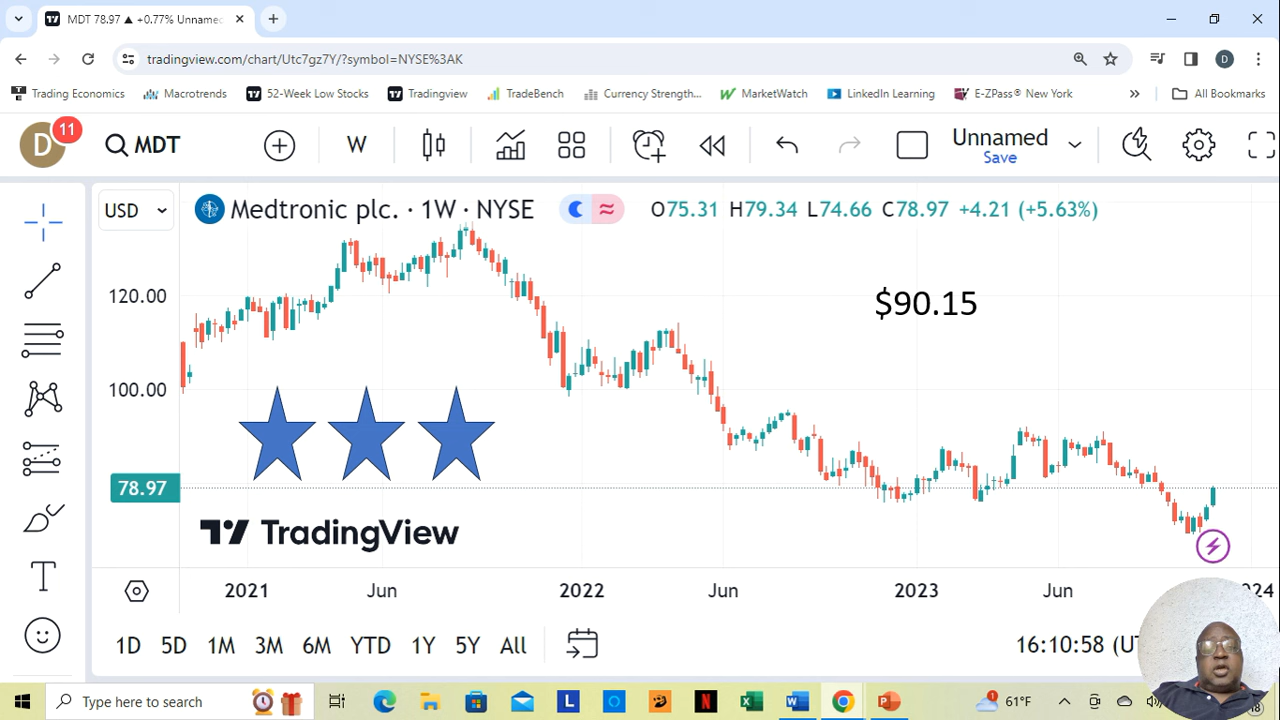 MDT 78.97 ▲ +0.77% Unname
tradingview.com/chart/Utc7gz7Y/?symbol=NYSE%3AK
D
Trading Economics
Macrotrends
52-Week Low Stocks
Tradingview
TradeBench
Currency Strength...
MarketWatch
LinkedIn Learning
E-ZPass® New York
»
All Bookmarks
D
11
MDT
W
Unnamed
Save
USD
Medtronic plc. · 1W · NYSE
O75.31 H79.34 L74.66 C78.97 +4.21 (+5.63%)
$90.15
120.00
100.00
78.97
TradingView
2021 Jun 2022 Jun 2023 Jun 24
1D 5D 1M 3M 6M YTD 1Y 5Y All
16:10:58 (UT
Type here to search
L
61°F
1